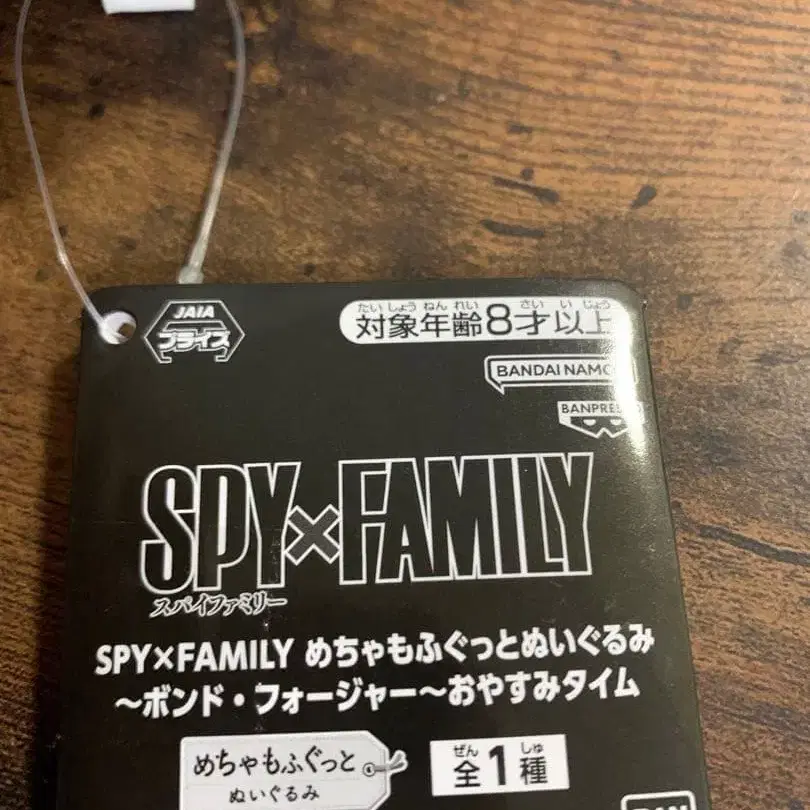 JAIA
プライズ
たいしょうねんれい さいいじょう
対象年齢8才以上
BANDAI NAMCO
BANPRESTO
SPY×FAMILY
スパイファミリー
SPY×FAMILY めちゃもふぐっとぬいぐるみ
〜ボンド・フォージャー〜おやすみタイム
めちゃもふぐっと
ぬいぐるみ
ぜん しゅ
全1種